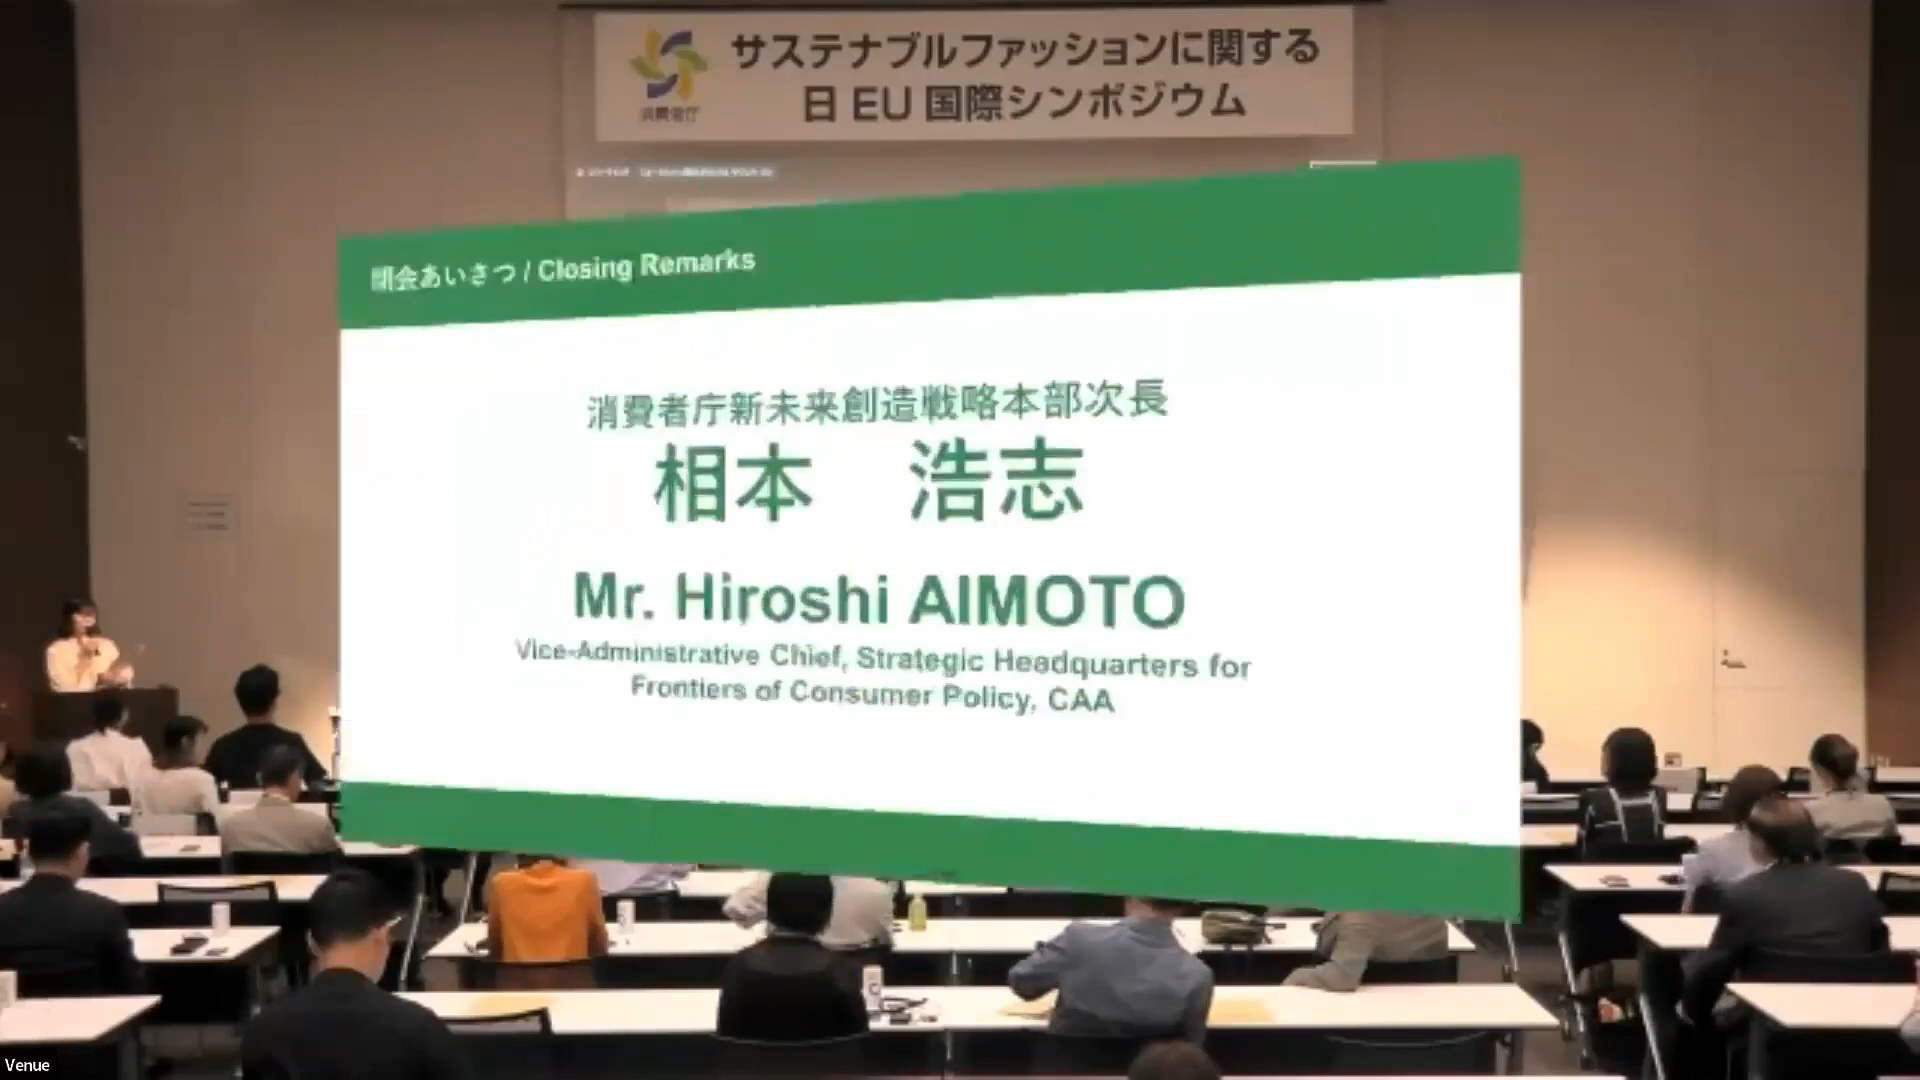 サステナブルファッションに関する
日 EU 国際シンポジウム
消費者庁
閉会あいさつ / Closing Remarks
消費者庁新未来創造戦略本部次長
相本　浩志
Mr. Hiroshi AIMOTO
Vice-Administrative Chief, Strategic Headquarters for
Frontiers of Consumer Policy, CAA
Venue